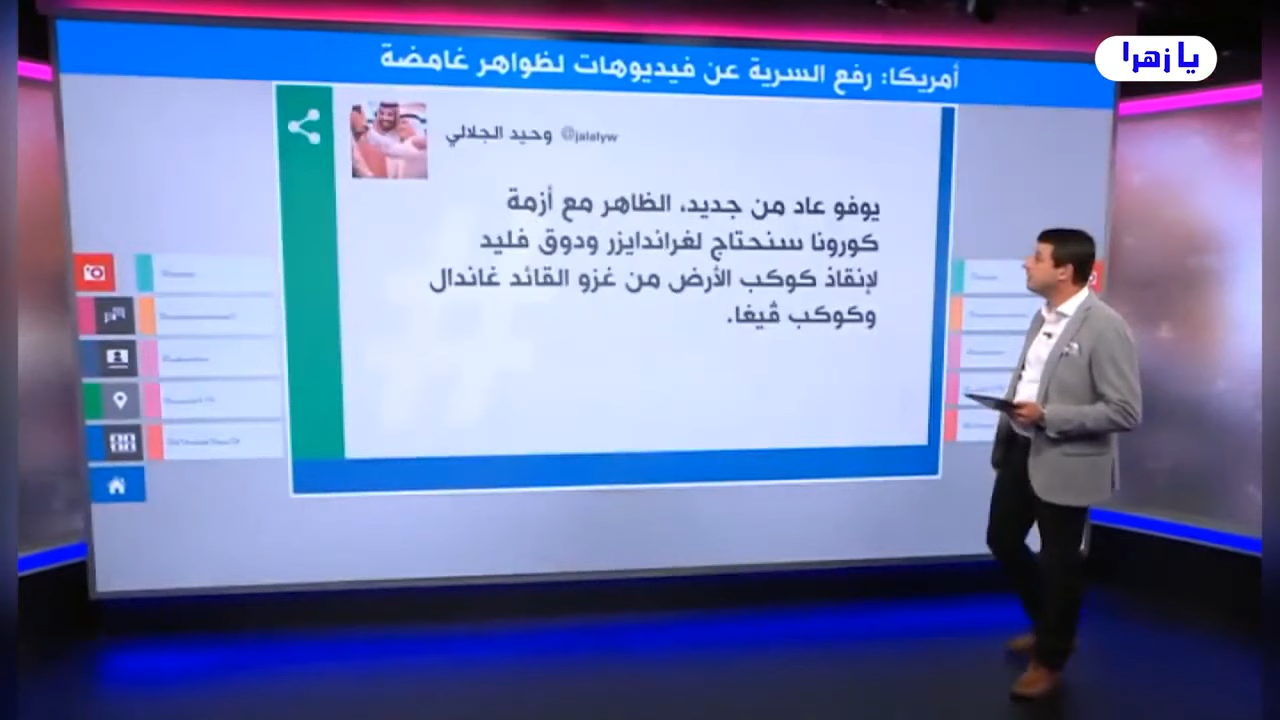 يا زهرا
أمريكا: رفع السرية عن فيديوهات لظواهر غامضة
وحيد الجلالي @jalalyw
يوفو عاد من جديد، الظاهر مع أزمة
كورونا سنحتاج لغراندايزر ودوق فليد
لإنقاذ كوكب الأرض من غزو القائد غاندال
وكوكب ڤيغا.